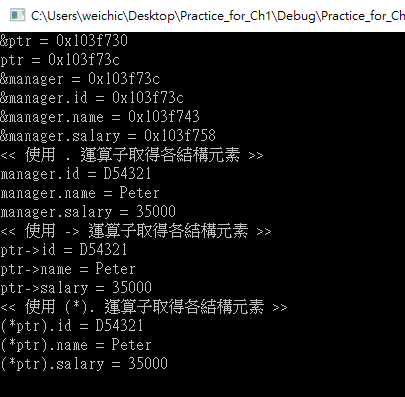 C:\Users\weichic\Desktop\Practice_for_Ch1\Debug\Practice_for_Ch
&ptr = 0x103f730
ptr = 0x103f73c
&manager = 0x103f73c
&manager.id = 0x103f73c
&manager.name = 0x103f743
&manager.salary = 0x103f758
<< 使用 . 運算子取得各結構元素 >>
manager.id = D54321
manager.name = Peter
manager.salary = 35000
<< 使用 -> 運算子取得各結構元素 >>
ptr->id = D54321
ptr->name = Peter
ptr->salary = 35000
<< 使用 (*). 運算子取得各結構元素 >>
(*ptr).id = D54321
(*ptr).name = Peter
(*ptr).salary = 35000